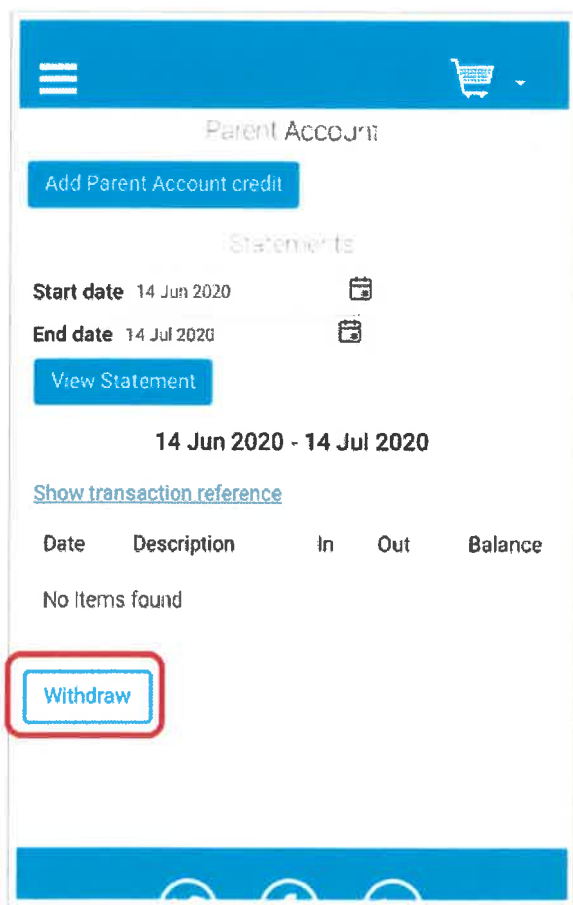 Parent Account
Add Parent Account credit
Statements
Start date 14 Jun 2020
End date 14 Jul 2020
View Statement
14 Jun 2020 - 14 Jul 2020
Show transaction reference
Date Description In Out Balance
No Items found
Withdraw